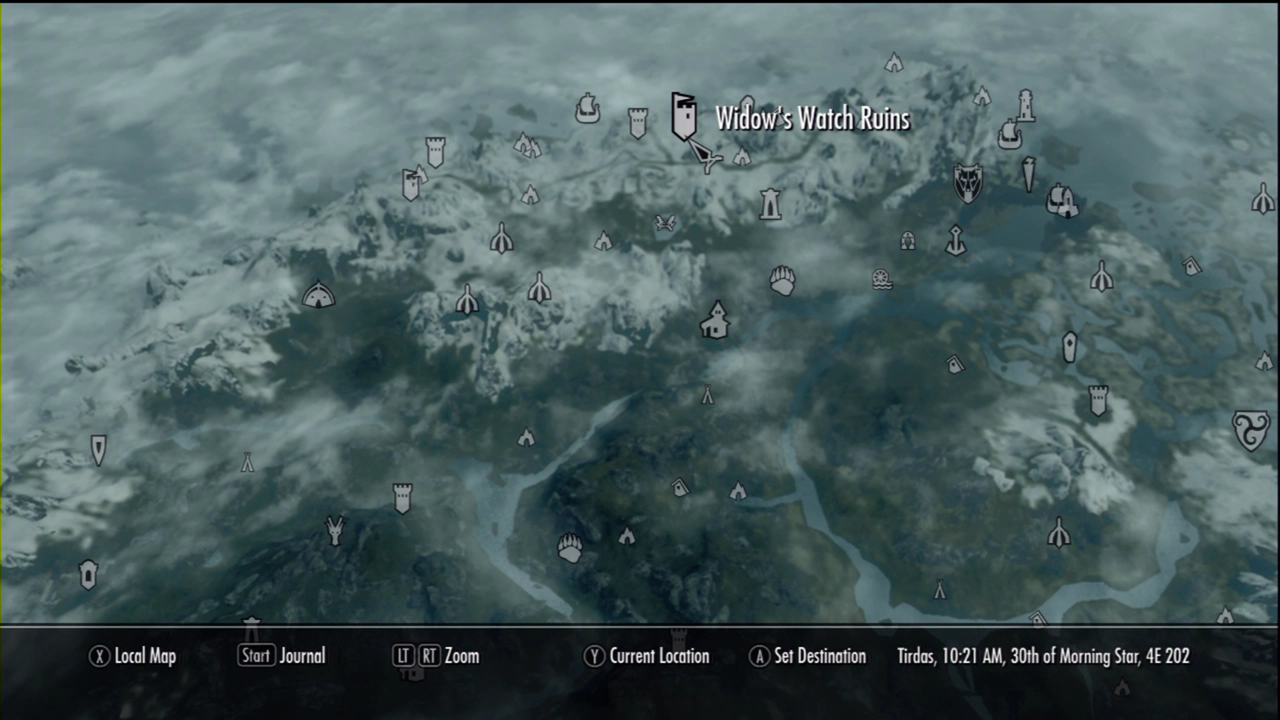 Widow's Watch Ruins
X Local Map
Start Journal
LT RT Zoom
Y Current Location
A Set Destination
Tirdas, 10:21 AM, 30th of Morning Star, 4E 202